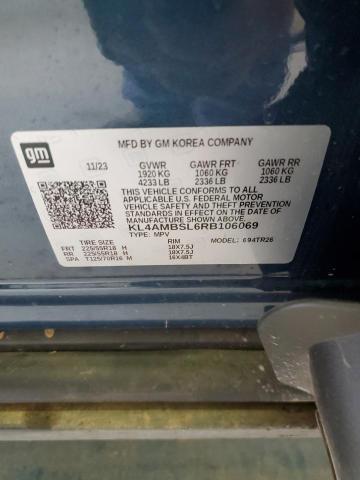 gm
MFD BY GM KOREA COMPANY
11/23 GVWR GAWR FRT GAWR RR
1920 KG 1060 KG 1060 KG
4233 LB 2336 LB 2336 LB
THIS VEHICLE CONFORMS TO ALL
APPLICABLE U.S. FEDERAL MOTOR
VEHICLE SAFETY AND THEFT
PREVENTION STANDARDS IN EFFECT
ON THE DATE OF
MANUFACTURE SHOWN ABOVE.
KL4AMBSL6RB106069
TYPE: MPV MODEL: 694TR26
TIRE SIZE RIM
FRT 225/55R18 H 18X7.5J
RR 225/55R18 H 18X7.5J
SPA T125/70R16 M 16X4BT